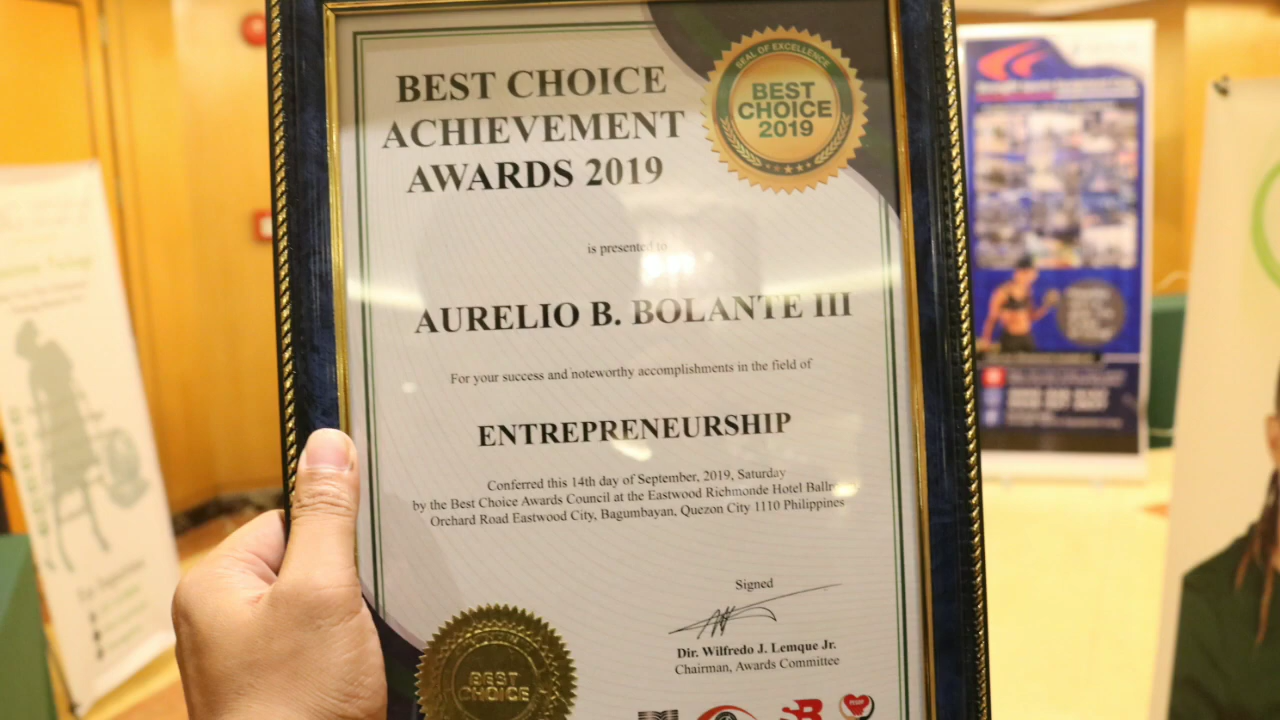 BEST CHOICE
ACHIEVEMENT
AWARDS 2019
SEAL OF EXCELLENCE
BEST
CHOICE
2019
is presented to
AURELIO B. BOLANTE III
For your success and noteworthy accomplishments in the field of
ENTREPRENEURSHIP
Conferred this 14th day of September, 2019, Saturday
by the Best Choice Awards Council at the Eastwood Richmonde Hotel
Orchard Road Eastwood City, Bagumbayan, Quezon City 1110 Philippines
Signed
Dir. Wilfredo J. Lemque Jr.
Chairman, Awards Committee
BEST
CHOICE